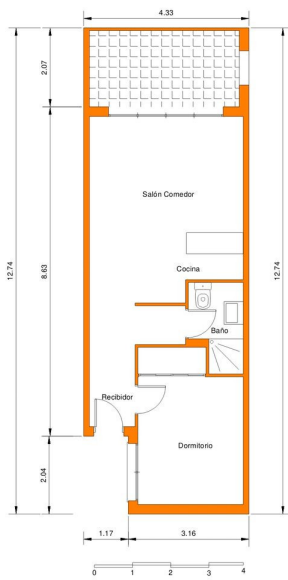 4.33
2.07
8.63
12.74
12.74
Salón Comedor
Cocina
Baño
Recibidor
Dormitorio
2.04
1.17
3.16
0 1 2 3 4